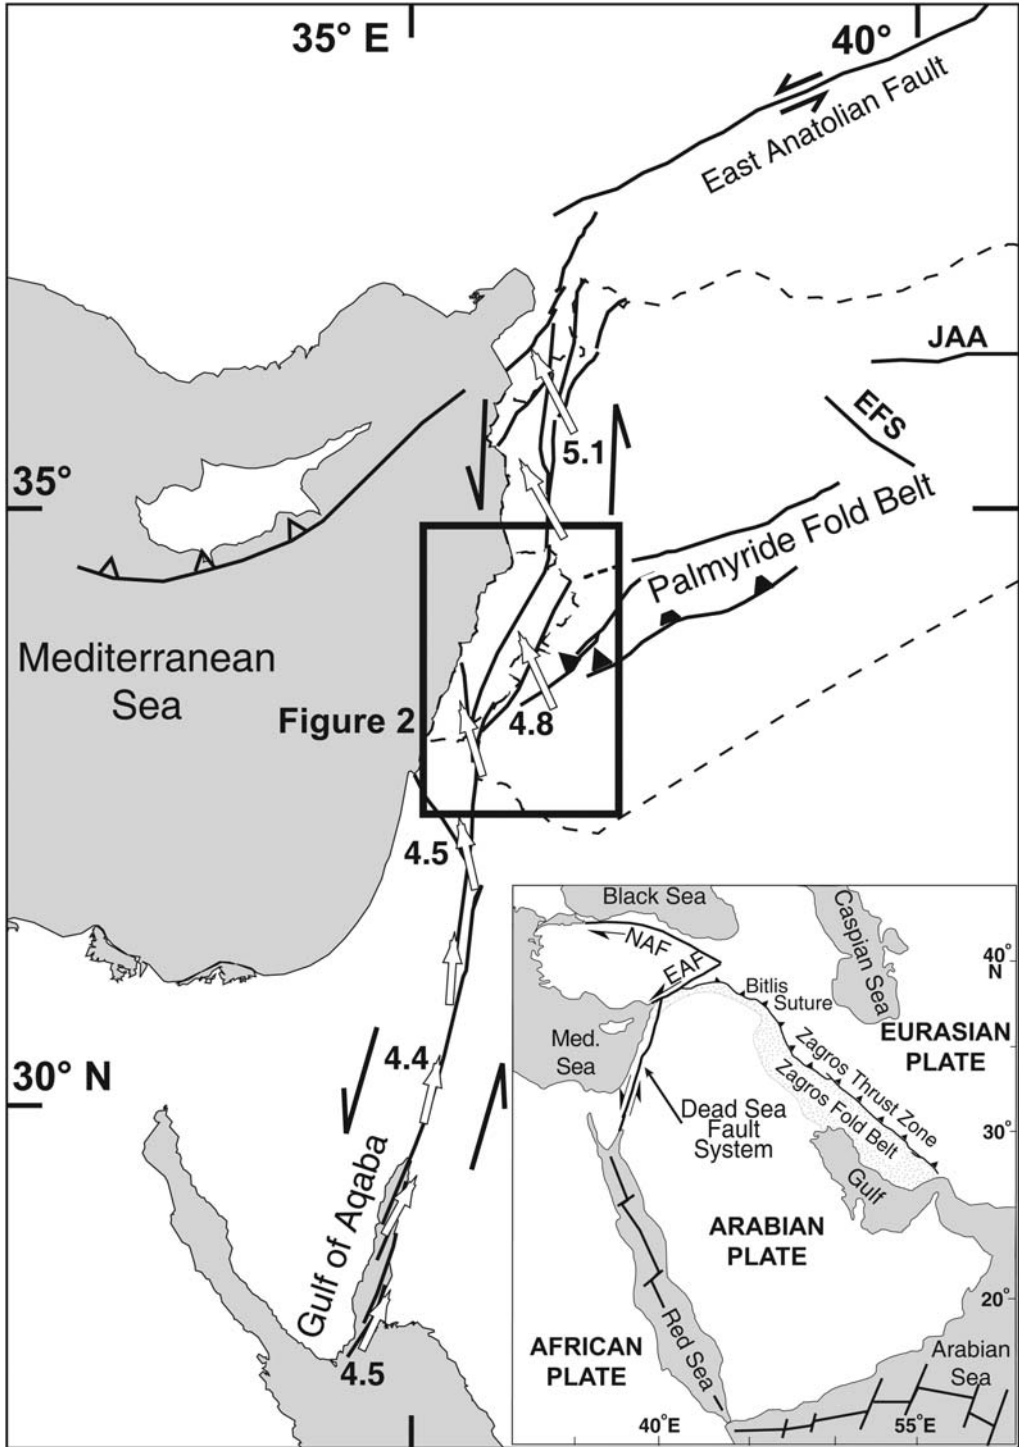 35° E
40°
East Anatolian Fault
JAA
EFS
5.1
35°
Palmyride Fold Belt
Mediterranean
Sea
Figure 2
4.8
4.5
4.4
30° N
Gulf of Aqaba
4.5
Black Sea
Caspian Sea
NAF
EAF
40°
N
Bitlis
Suture
EURASIAN
PLATE
Med.
Sea
Zagros Thrust Zone
Zagros Fold Belt
Dead Sea
Fault
System
30°
Gulf
ARABIAN
PLATE
20°
Red Sea
AFRICAN
PLATE
Arabian
Sea
40°E
55°E